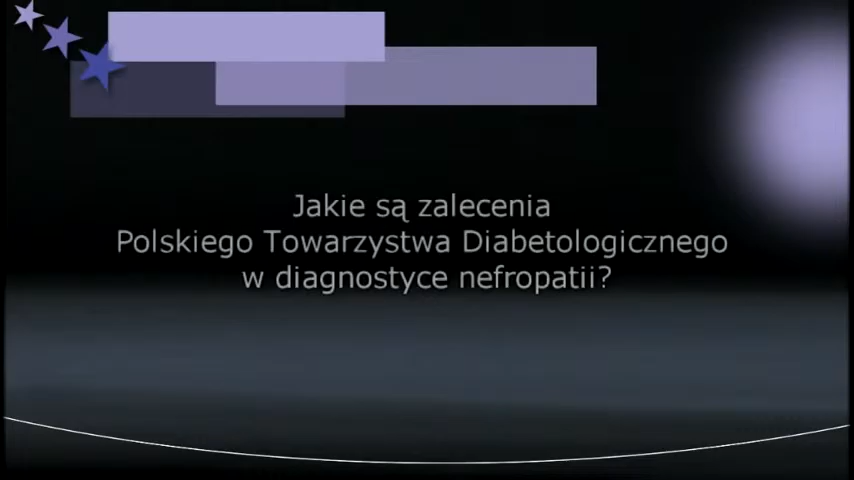 Jakie są zalecenia
Polskiego Towarzystwa Diabetologicznego
w diagnostyce nefropatii?